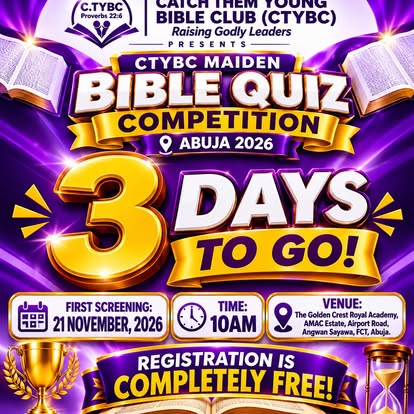 C.TYBC
Proverbs 22:6
CATCH THEM YOUNG
BIBLE CLUB (CTYBC)
Raising Godly Leaders
PRESENTS
CTYBC MAIDEN
BIBLE QUIZ
COMPETITION
ABUJA 2026
3 DAYS
TO GO!
FIRST SCREENING:
21 NOVEMBER, 2026
TIME:
10AM
VENUE:
The Golden Crest Royal Academy,
AMAC Estate, Airport Road,
Angwan Sayawa, FCT, Abuja.
REGISTRATION IS
COMPLETELY FREE!